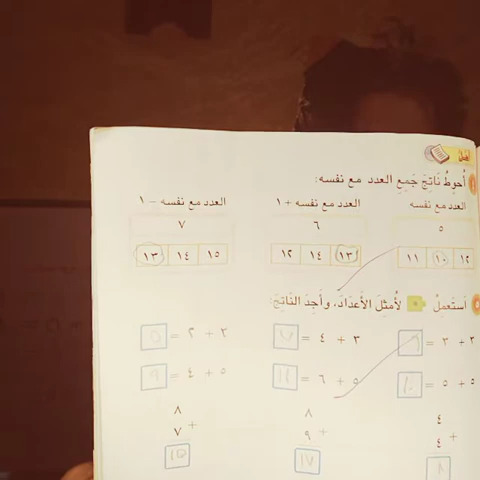 أحوط ناتج جمع العدد مع نفسه:
العدد مع نفسه
العدد مع نفسه + ١
العدد مع نفسه − ١
٥
٦
٧
١٢ ١٠ ١١
١٣ ١٤ ١٢
١٥ ١٤ ١٣
أستعمل لأمثل الأعداد، وأجد الناتج:
٣ + ٣ = ٦
٣ + ٤ = ٧
٣ + ٢ = ٥
٥ + ٥ = ١٠
٥ + ٦ = ١١
٥ + ٤ = ٩
٤
٤ +
٨
٨
٩ +
١٧
٨
٧ +